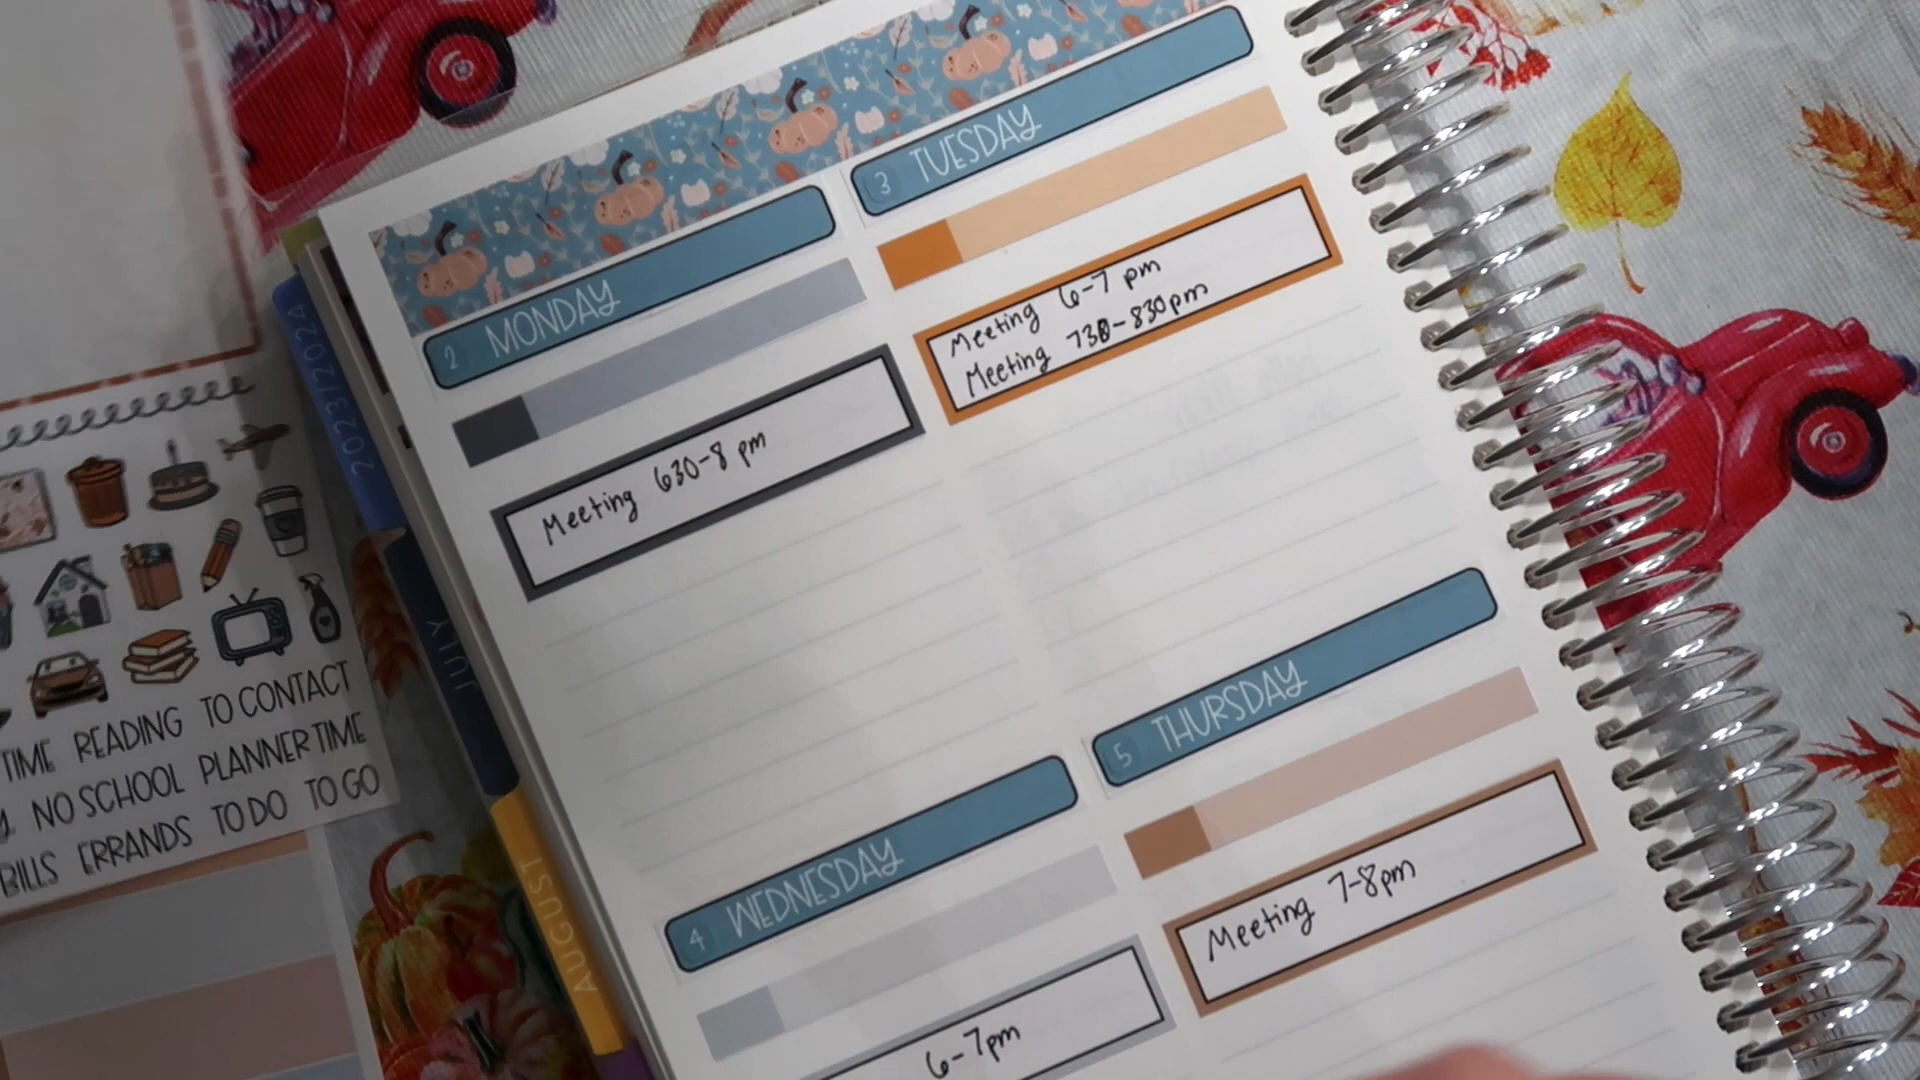 2 MONDAY
Meeting 630-8 pm
3 TUESDAY
Meeting 6-7 pm
Meeting 730-830pm
4 WEDNESDAY
6-7pm
5 THURSDAY
Meeting 7-8pm
2023/2024
JULY
AUGUST
TIME READING TO CONTACT
NO SCHOOL PLANNER TIME
BILLS ERRANDS TO DO TO GO